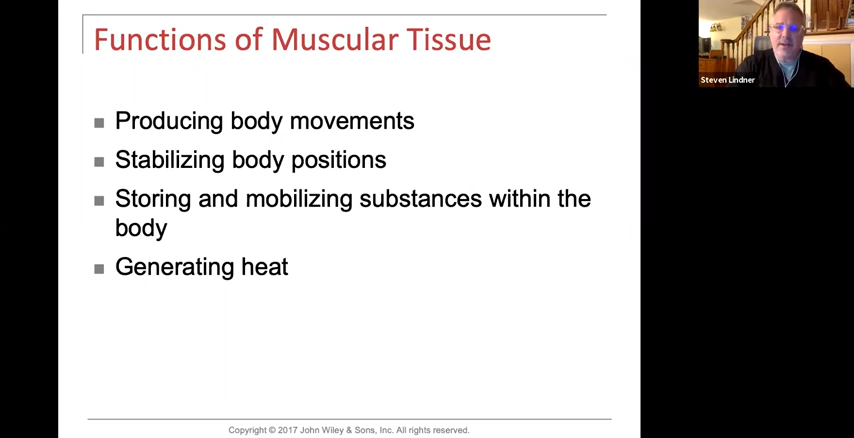 Functions of Muscular Tissue
Steven Lindner
Producing body movements
Stabilizing body positions
Storing and mobilizing substances within the
body
Generating heat
Copyright © 2017 John Wiley & Sons, Inc. All rights reserved.